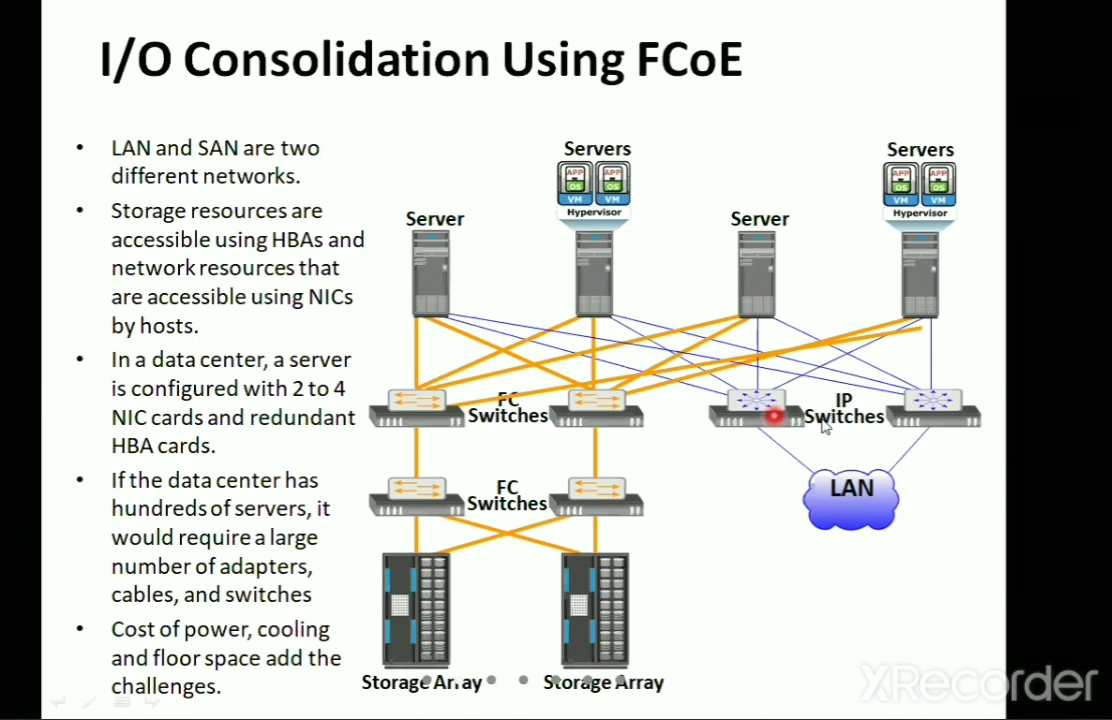 I/O Consolidation Using FCoE
• LAN and SAN are two
different networks.
• Storage resources are
accessible using HBAs and
network resources that
are accessible using NICs
by hosts.
• In a data center, a server
is configured with 2 to 4
NIC cards and redundant
HBA cards.
• If the data center has
hundreds of servers, it
would require a large
number of adapters,
cables, and switches
• Cost of power, cooling
and floor space add the
challenges.
Servers
APP APP
OS OS
VM VM
Hypervisor
Servers
APP APP
OS OS
VM VM
Hypervisor
Server
Server
FC
Switches
IP
Switches
FC
Switches
LAN
Storage Array
Storage Array
XRecorder